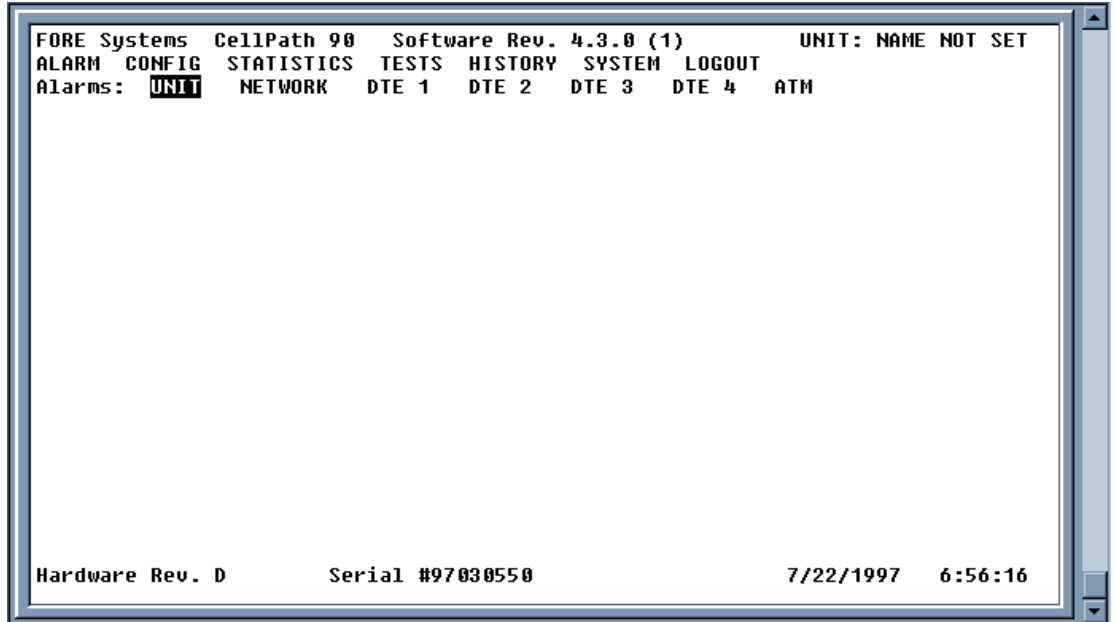 FORE Systems CellPath 90 Software Rev. 4.3.0 (1) UNIT: NAME NOT SET
ALARM CONFIG STATISTICS TESTS HISTORY SYSTEM LOGOUT
Alarms: UNIT NETWORK DTE 1 DTE 2 DTE 3 DTE 4 ATM
Hardware Rev. D Serial #97030550 7/22/1997 6:56:16